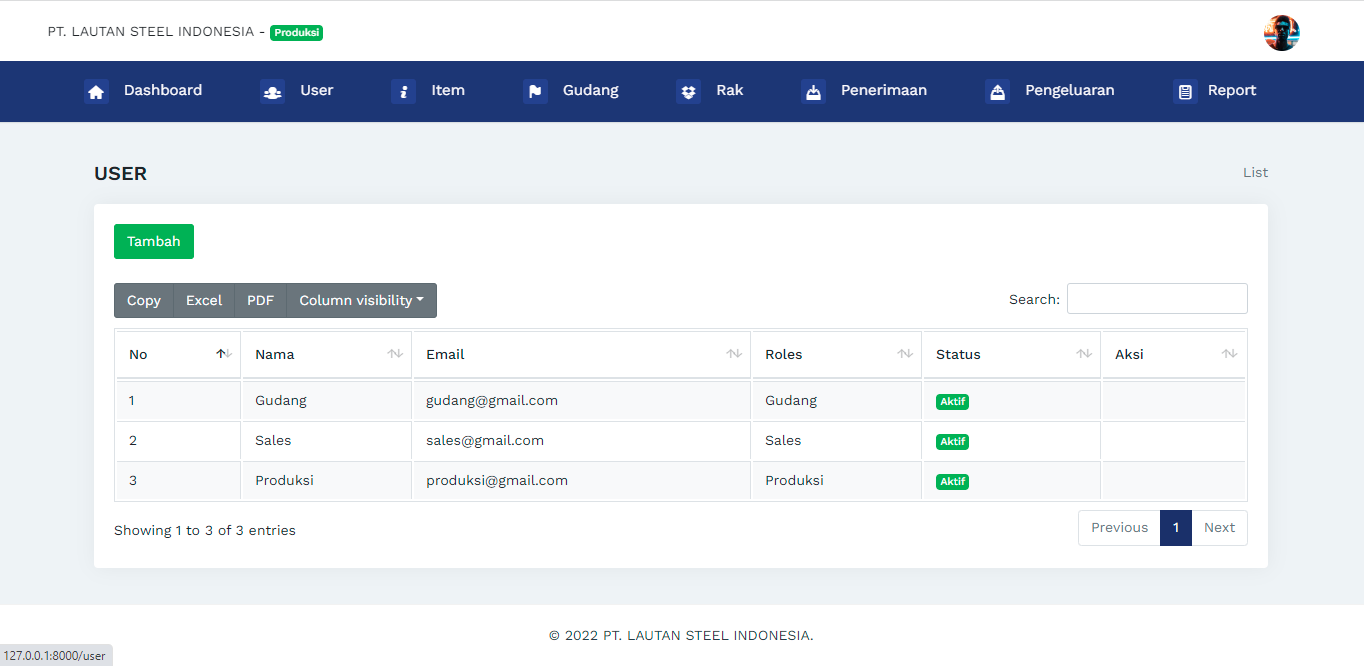 PT. LAUTAN STEEL INDONESIA - Produksi
Dashboard User Item Gudang Rak Penerimaan Pengeluaran Report
USER List
Tambah
Copy Excel PDF Column visibility Search:
No Nama Email Roles Status Aksi
1 Gudang gudang@gmail.com Gudang Aktif
2 Sales sales@gmail.com Sales Aktif
3 Produksi produksi@gmail.com Produksi Aktif
Showing 1 to 3 of 3 entries Previous 1 Next
© 2022 PT. LAUTAN STEEL INDONESIA.
127.0.0.1:8000/user